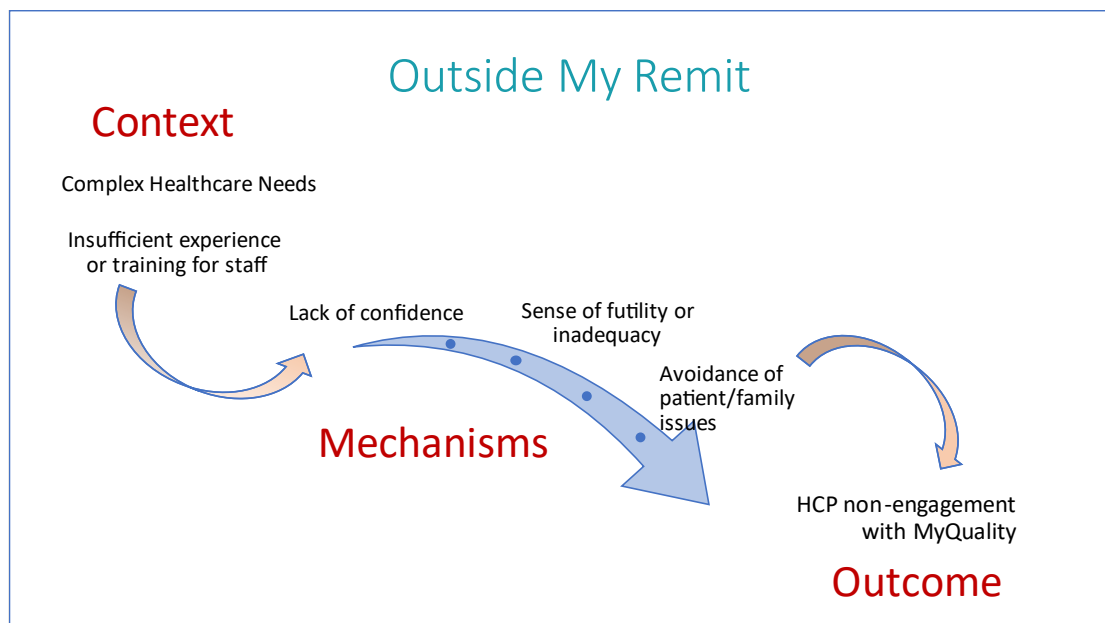 Outside My Remit
Context
Complex Healthcare Needs
Insufficient experience
or training for staff
Lack of confidence
Sense of futility or
inadequacy
Avoidance of
patient/family
issues
Mechanisms
HCP non-engagement
with MyQuality
Outcome